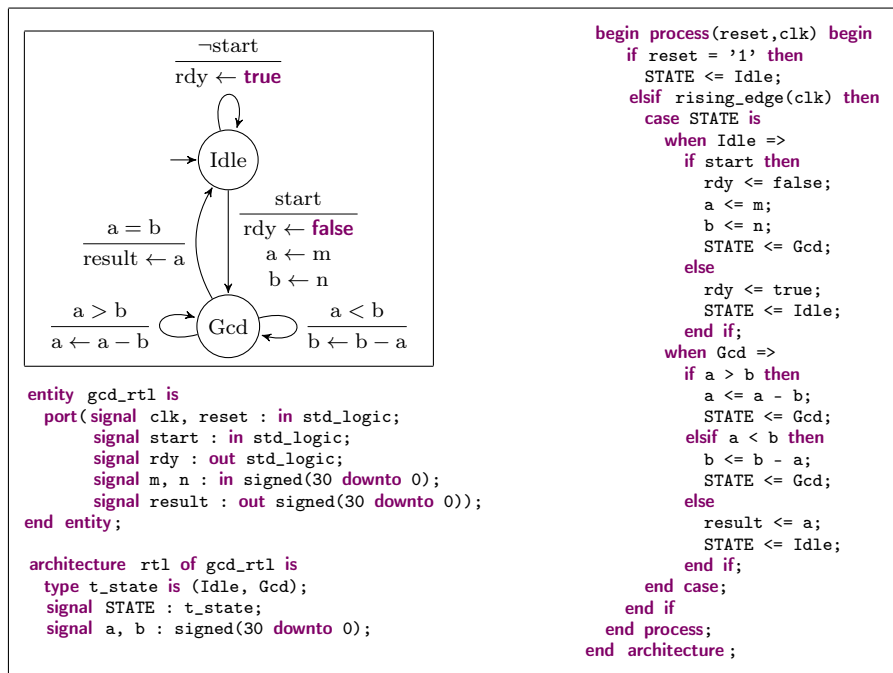 ¬start
rdy ← true
Idle
start
rdy ← false
a ← m
b ← n
a = b
result ← a
a > b
a ← a − b
Gcd
a < b
b ← b − a
entity gcd_rtl is
port(signal clk, reset : in std_logic;
signal start : in std_logic;
signal rdy : out std_logic;
signal m, n : in signed(30 downto 0);
signal result : out signed(30 downto 0));
end entity;
architecture rtl of gcd_rtl is
type t_state is (Idle, Gcd);
signal STATE : t_state;
signal a, b : signed(30 downto 0);
begin process(reset,clk) begin
if reset = '1' then
STATE <= Idle;
elsif rising_edge(clk) then
case STATE is
when Idle =>
if start then
rdy <= false;
a <= m;
b <= n;
STATE <= Gcd;
else
rdy <= true;
STATE <= Idle;
end if;
when Gcd =>
if a > b then
a <= a - b;
STATE <= Gcd;
elsif a < b then
b <= b - a;
STATE <= Gcd;
else
result <= a;
STATE <= Idle;
end if;
end case;
end if
end process;
end architecture;